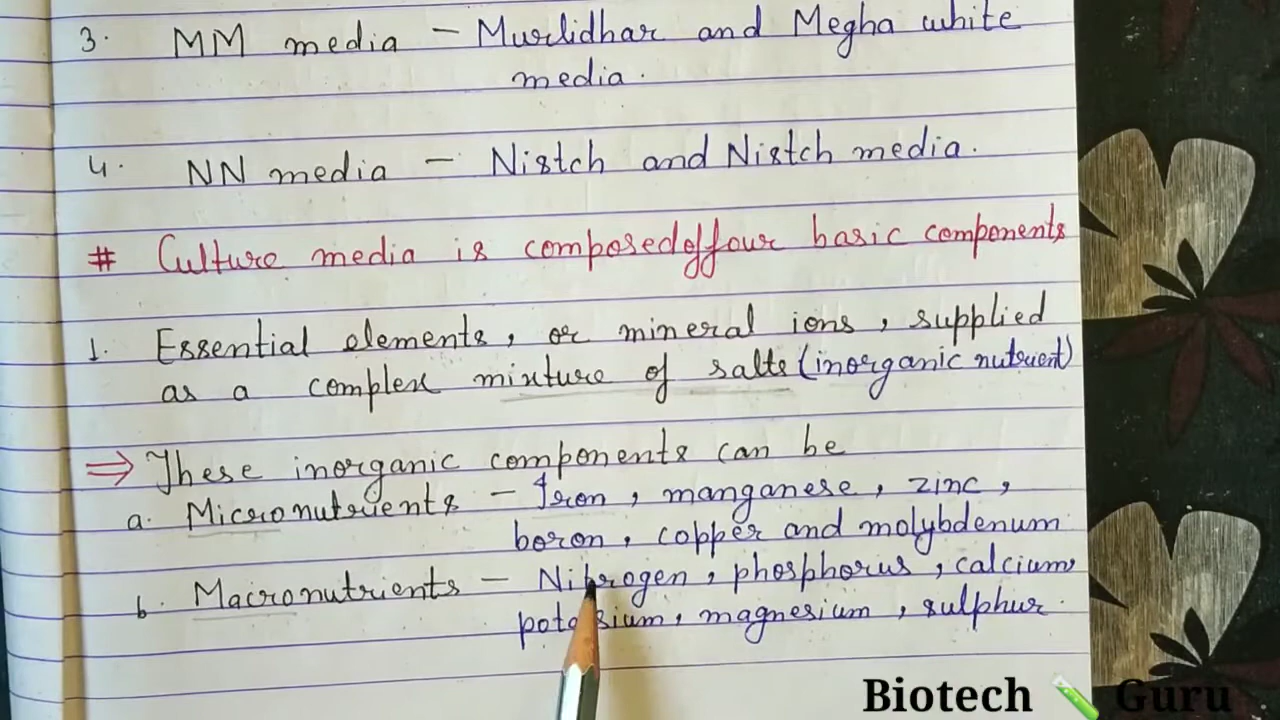 3. MM media – Murlidhar and Megha white
media.
4. NN media – Nistch and Nistch media.
# Culture media is composed of four basic components
1. Essential elements, or mineral ions, supplied
as a complex mixture of salts (inorganic nutrient)
⇒ These inorganic components can be
a. Micronutrients – Iron, manganese, zinc,
boron, copper and molybdenum
b. Macronutrients – Nitrogen, phosphorus, calcium,
potassium, magnesium, sulphur.
Biotech Guru